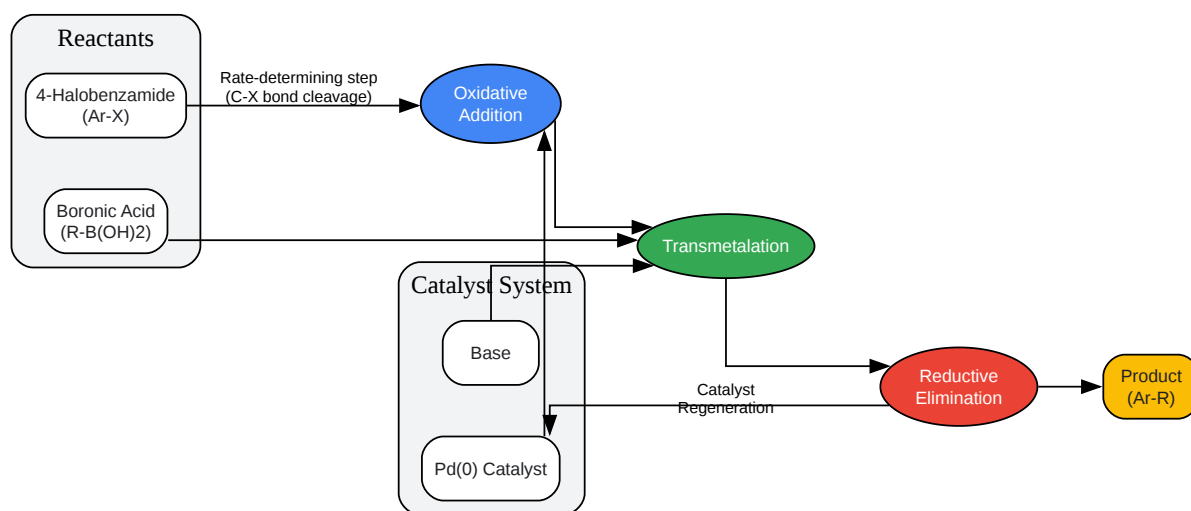 Reactants
4-Halobenzamide
(Ar-X)
Rate-determining step
(C-X bond cleavage)
Oxidative
Addition
Boronic Acid
(R-B(OH)2)
Transmetalation
Catalyst System
Base
Reductive
Elimination
Product
(Ar-R)
Catalyst
Regeneration
Pd(0) Catalyst